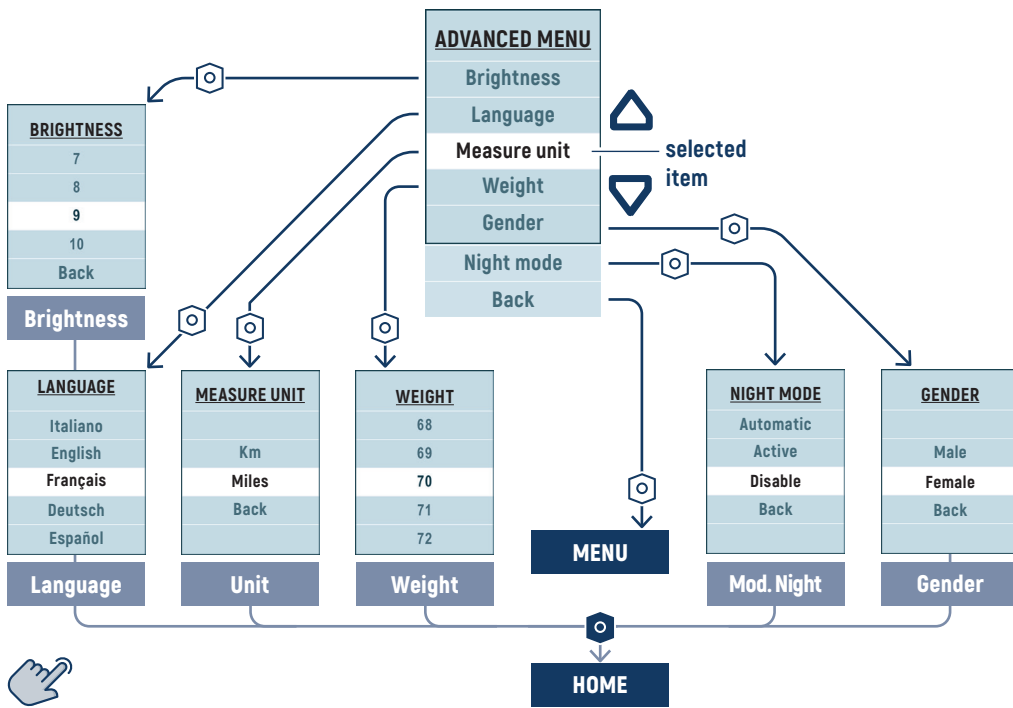 ADVANCED MENU
Brightness
Language
Measure unit
Weight
Gender
Night mode
Back
selected
item
BRIGHTNESS
7
8
9
10
Back
Brightness
LANGUAGE
Italiano
English
Français
Deutsch
Español
Language
MEASURE UNIT
Km
Miles
Back
Unit
WEIGHT
68
69
70
71
72
Weight
MENU
NIGHT MODE
Automatic
Active
Disable
Back
Mod. Night
GENDER
Male
Female
Back
Gender
HOME